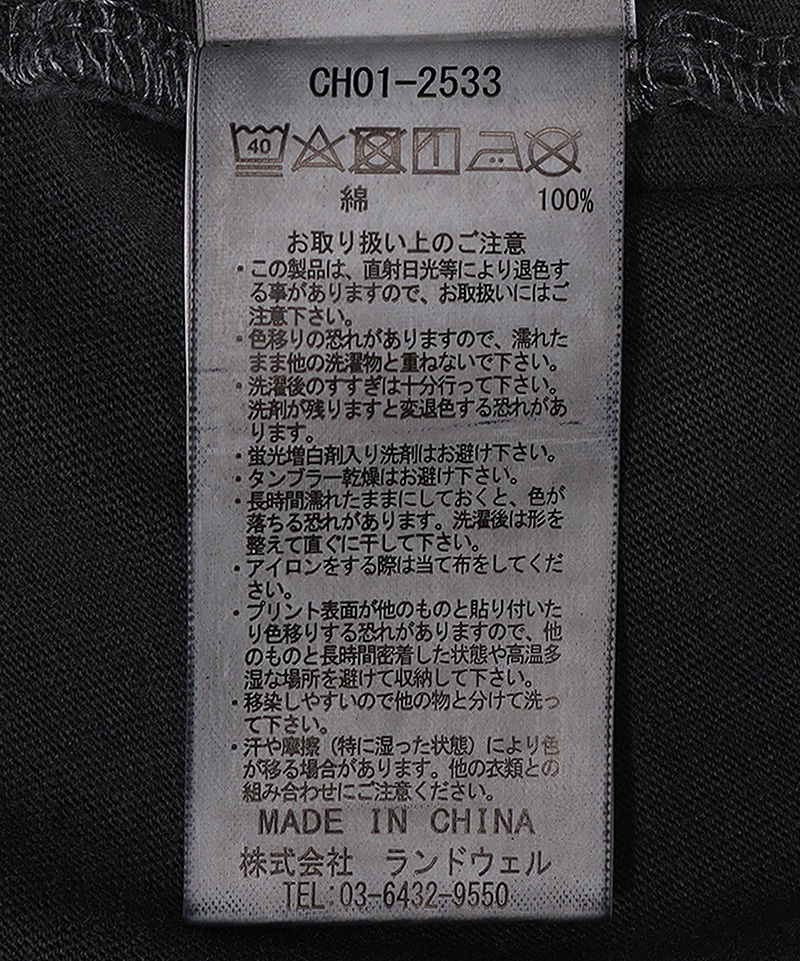 CH01-2533
40
綿 100%
お取り扱い上のご注意
・この製品は、直射日光等により退色す
る事がありますので、お取扱いにはご
注意下さい。
・色移りの恐れがありますので、濡れた
まま他の洗濯物と重ねないで下さい。
・洗濯後のすすぎは十分行って下さい。
洗剤が残りますと変退色する恐れがあ
ります。
・蛍光増白剤入り洗剤はお避け下さい。
・タンブラー乾燥はお避け下さい。
・長時間濡れたままにしておくと、色が
落ちる恐れがあります。洗濯後は形を
整えて直ぐに干して下さい。
・アイロンをする際は当て布をしてくだ
さい。
・プリント表面が他のものと貼り付いた
り色移りする恐れがありますので、他
のものと長時間密着した状態や高温多
湿な場所を避けて収納して下さい。
・移染しやすいので他の物と分けて洗っ
て下さい。
・汗や摩擦（特に湿った状態）により色
が移る場合があります。他の衣類との
組み合わせにご注意ください。
MADE IN CHINA
株式会社 ランドウェル
TEL:03-6432-9550